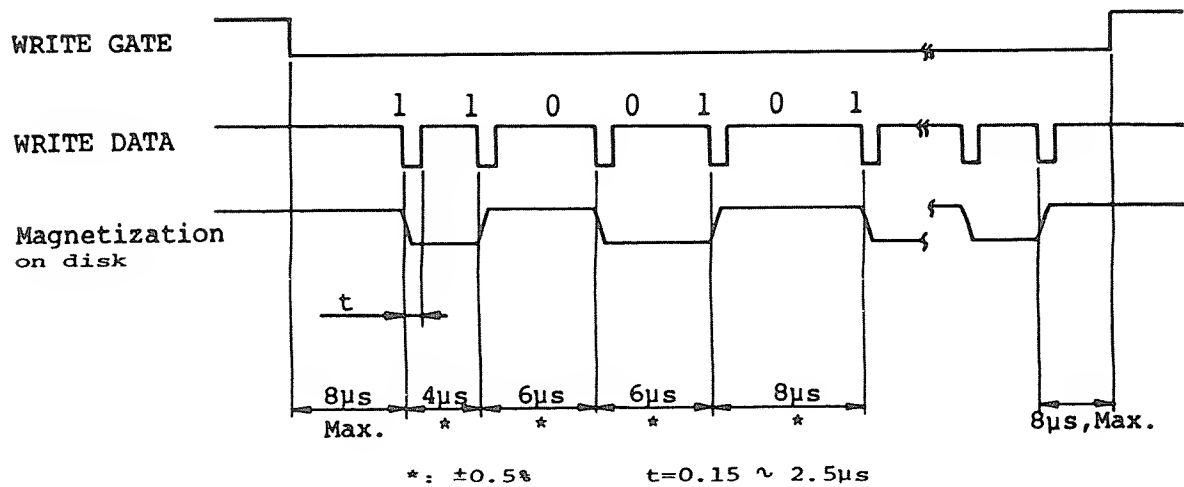 WRITE GATE
1 1 0 0 1 0 1
WRITE DATA
Magnetization
on disk
t
8μs 4μs 6μs 6μs 8μs
Max. * * * * 8μs,Max.
*: ±0.5% t=0.15 ~ 2.5μs